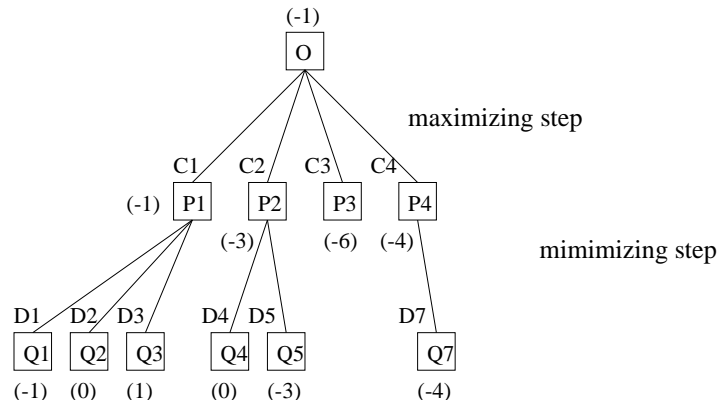 (-1)
O
maximizing step
C1 C2 C3 C4
(-1) P1 P2 P3 P4
(-3) (-6) (-4)
mimimizing step
D1 D2 D3 D4 D5 D7
Q1 Q2 Q3 Q4 Q5 Q7
(-1) (0) (1) (0) (-3) (-4)